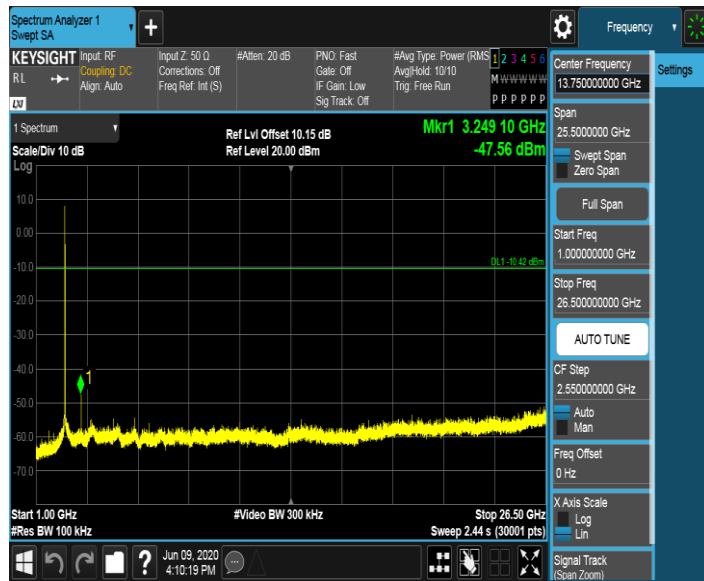 Spectrum Analyzer 1
Swept SA
+
Frequency
KEYSIGHT
RL
LXI
Input: RF
Coupling: DC
Align: Auto
Input Z: 50 Ω
Corrections: Off
Freq Ref: Int (S)
#Atten: 20 dB
PNO: Fast
Gate: Off
IF Gain: Low
Sig Track: Off
#Avg Type: Power (RMS
Avg|Hold: 10/10
Trig: Free Run
1 2 3 4 5 6
M W W W W W
P P P P P P
1 Spectrum
Scale/Div 10 dB
Log
Ref Lvl Offset 10.15 dB
Ref Level 20.00 dBm
Mkr1 3.249 10 GHz
-47.56 dBm
10.0
0.00
-10.0
-20.0
-30.0
-40.0
-50.0
-60.0
-70.0
DL1 -10.42 dBm
1
Start 1.00 GHz
#Res BW 100 kHz
#Video BW 300 kHz
Stop 26.50 GHz
Sweep 2.44 s (30001 pts)
Jun 09, 2020
4:10:19 PM
?
Center Frequency
13.750000000 GHz
Span
25.5000000 GHz
Swept Span
Zero Span
Full Span
Start Freq
1.000000000 GHz
Stop Freq
26.500000000 GHz
AUTO TUNE
CF Step
2.550000000 GHz
Auto
Man
Freq Offset
0 Hz
X Axis Scale
Log
Lin
Signal Track
(Span Zoom)
Settings